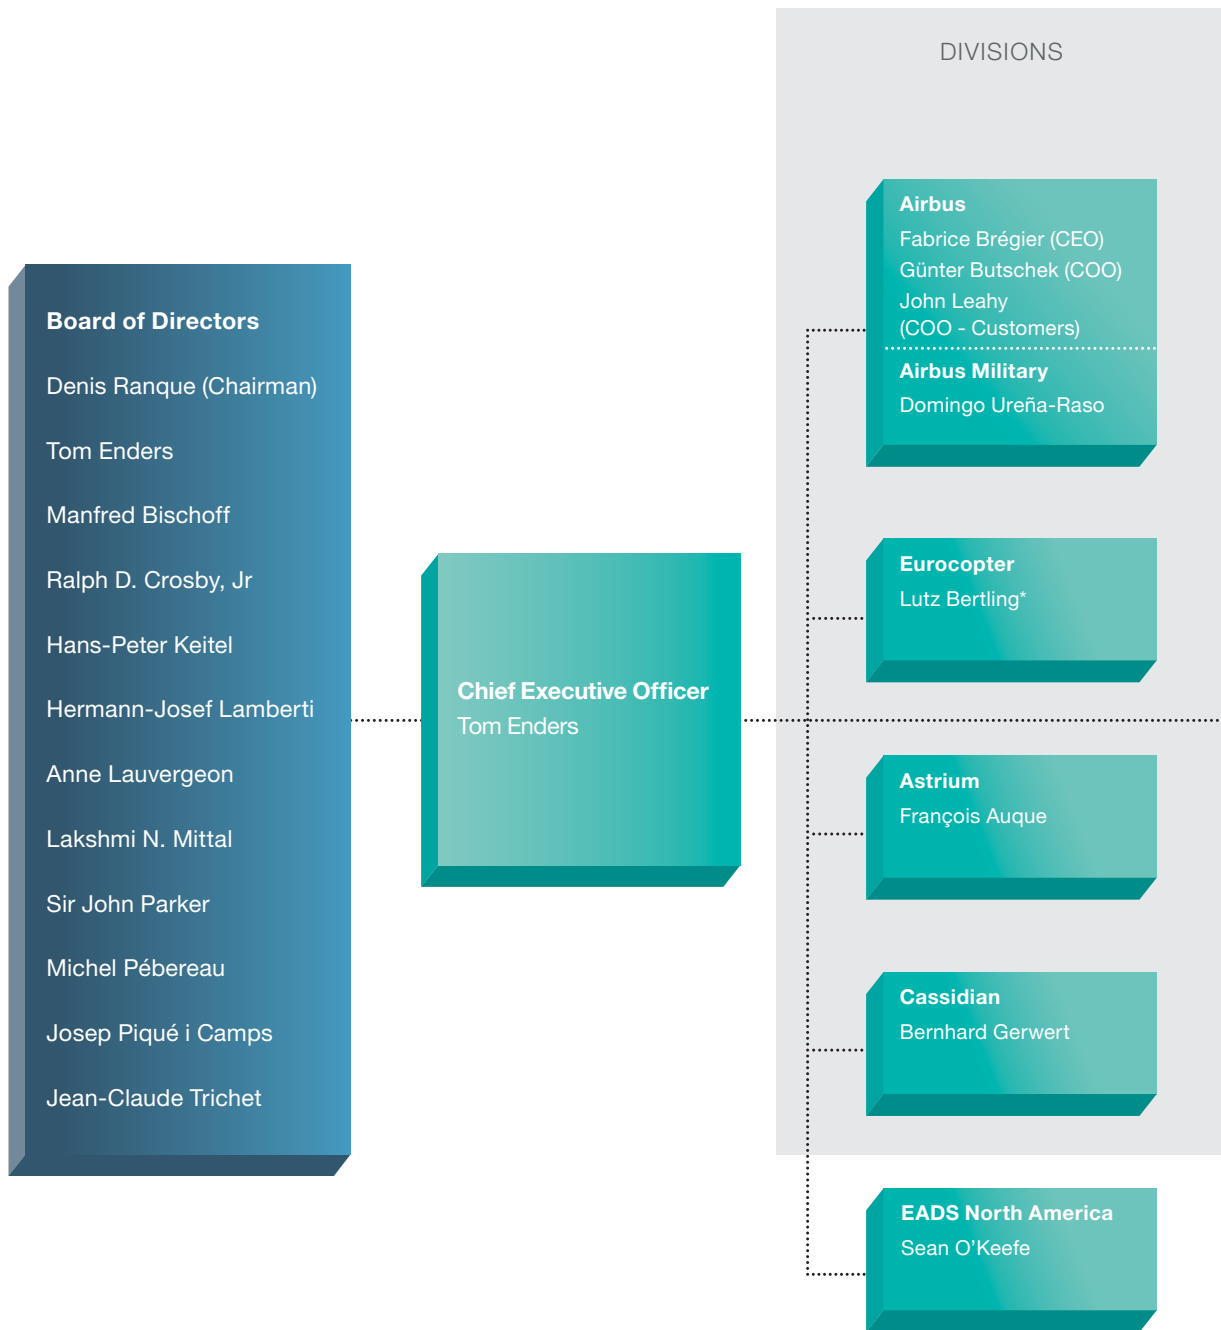 Board of Directors
Denis Ranque (Chairman)
Tom Enders
Manfred Bischoff
Ralph D. Crosby, Jr
Hans-Peter Keitel
Hermann-Josef Lamberti
Anne Lauvergeon
Lakshmi N. Mittal
Sir John Parker
Michel Pébereau
Josep Piqué i Camps
Jean-Claude Trichet
Chief Executive Officer
Tom Enders
DIVISIONS
Airbus
Fabrice Brégier (CEO)
Günter Butschek (COO)
John Leahy
(COO - Customers)
Airbus Military
Domingo Ureña-Raso
Eurocopter
Lutz Bertling*
Astrium
François Auque
Cassidian
Bernhard Gerwert
EADS North America
Sean O’Keefe